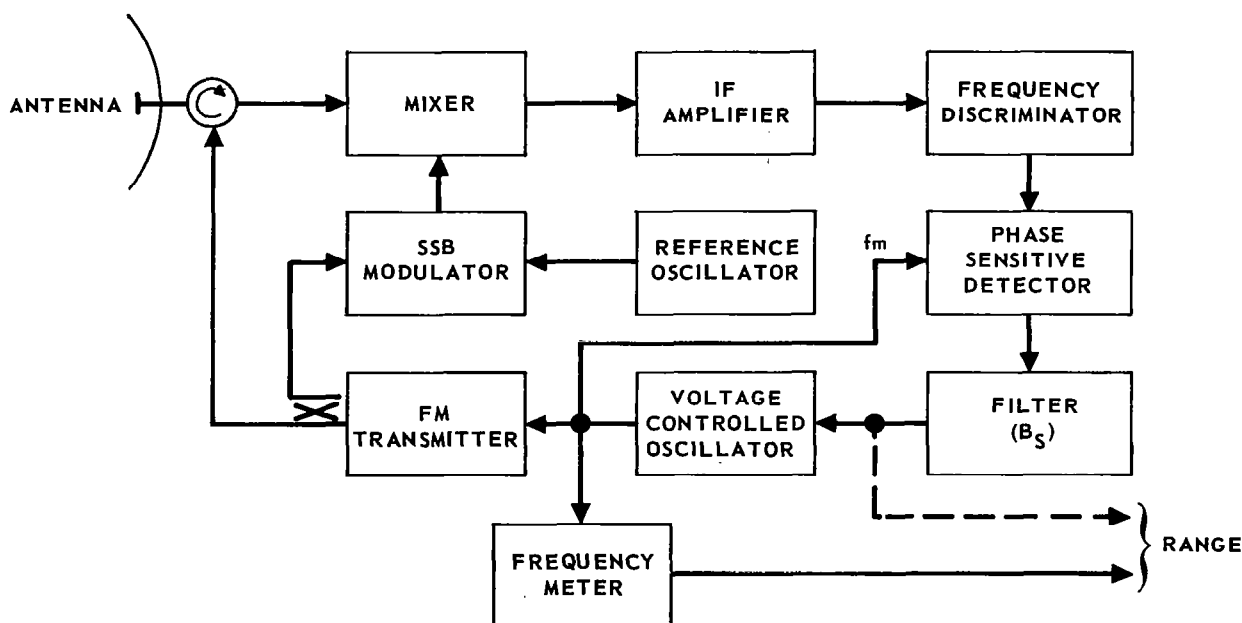 ANTENNA
MIXER
IF
AMPLIFIER
FREQUENCY
DISCRIMINATOR
SSB
MODULATOR
REFERENCE
OSCILLATOR
fm
PHASE
SENSITIVE
DETECTOR
FM
TRANSMITTER
VOLTAGE
CONTROLLED
OSCILLATOR
FILTER
(BS)
FREQUENCY
METER
RANGE